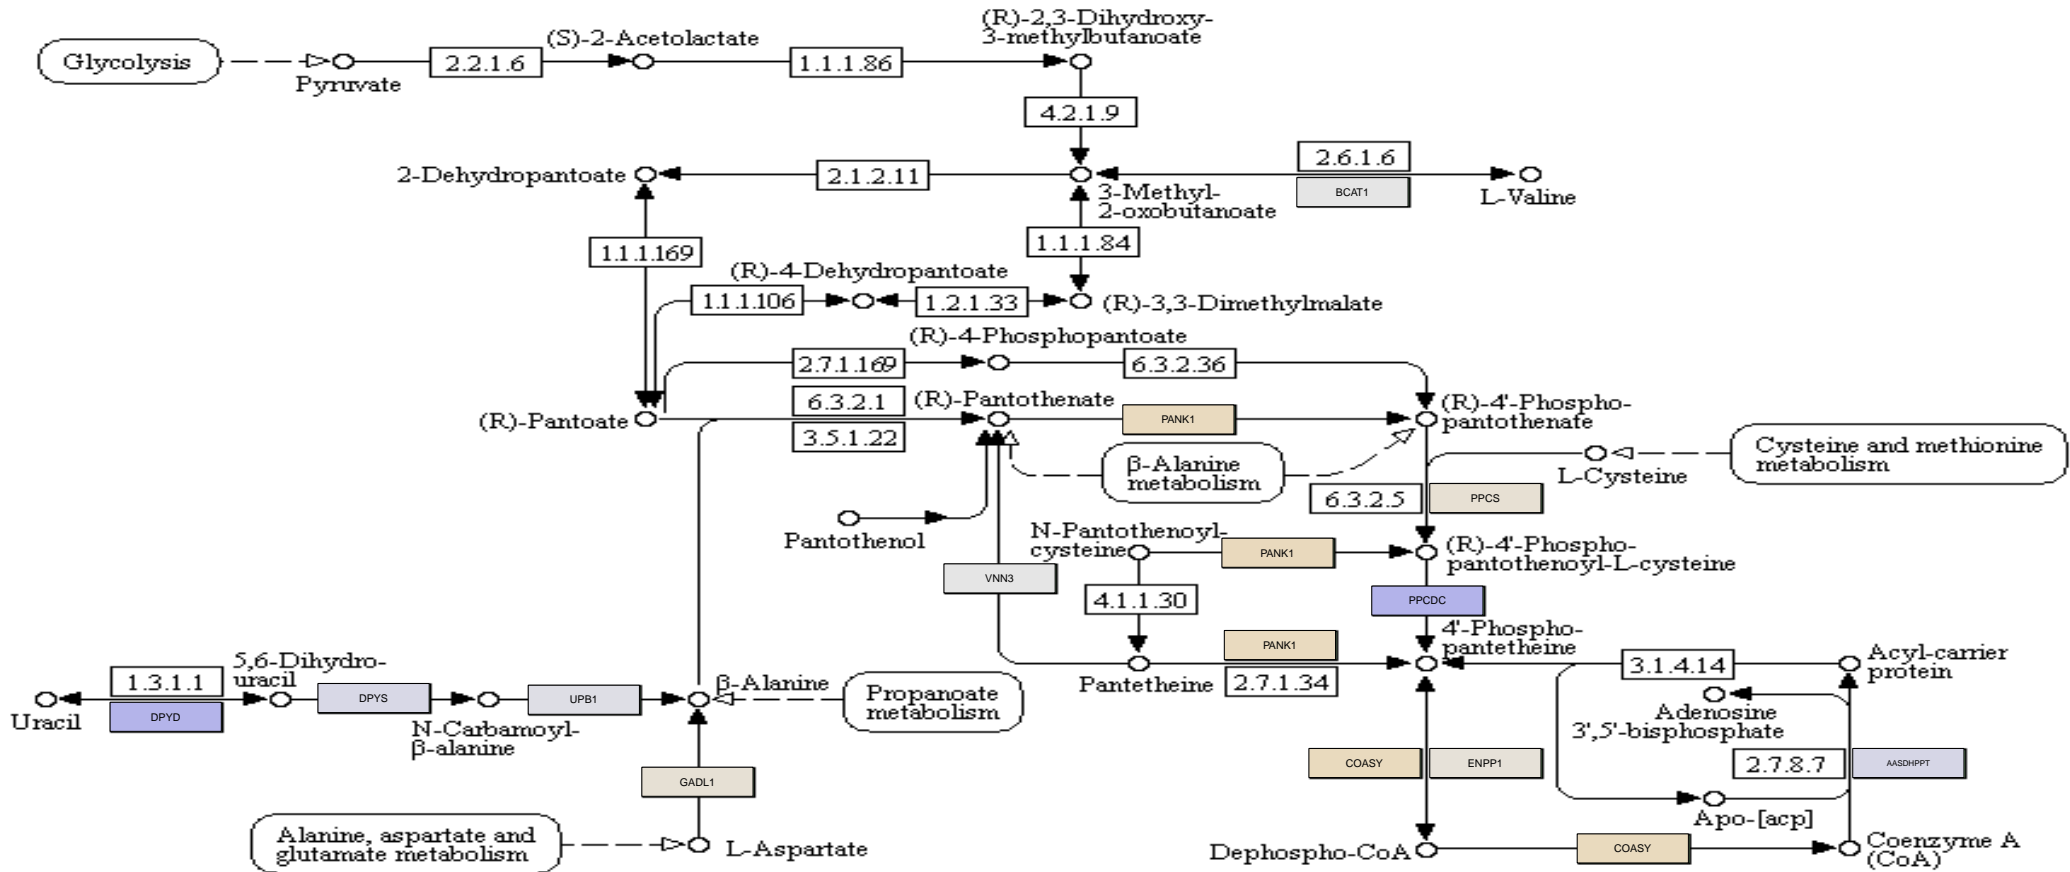 Glycolysis
Pyruvate
2.2.1.6
(S)-2-Acetolactate
1.1.1.86
(R)-2,3-Dihydroxy-
3-methylbutanoate
4.2.1.9
2-Dehydropantoate
2.1.2.11
3-Methyl-
2-oxobutanoate
2.6.1.6
BCAT1
L-Valine
1.1.1.169
1.1.1.84
(R)-4-Dehydropantoate
1.1.1.106
1.2.1.33
(R)-3,3-Dimethylmalate
(R)-4-Phosphopantoate
2.7.1.169
6.3.2.36
(R)-Pantoate
6.3.2.1
3.5.1.22
(R)-Pantothenate
PANK1
(R)-4'-Phospho-
pantothenate
β-Alanine
metabolism
L-Cysteine
Cysteine and methionine
metabolism
6.3.2.5
PPCS
Pantothenol
N-Pantothenoyl-
cysteine
PANK1
(R)-4'-Phospho-
pantothenoyl-L-cysteine
VNN3
4.1.1.30
PPCDC
4'-Phospho-
pantetheine
PANK1
Pantetheine
2.7.1.34
3.1.4.14
Acyl-carrier
protein
Uracil
1.3.1.1
DPYD
5,6-Dihydro-
uracil
DPYS
N-Carbamoyl-
β-alanine
UPB1
β-Alanine
Propanoate
metabolism
Adenosine
3',5'-bisphosphate
GADL1
COASY
ENPP1
2.7.8.7
AASDHPPT
Apo-[acp]
Alanine, aspartate and
glutamate metabolism
L-Aspartate
Dephospho-CoA
COASY
Coenzyme A
(CoA)